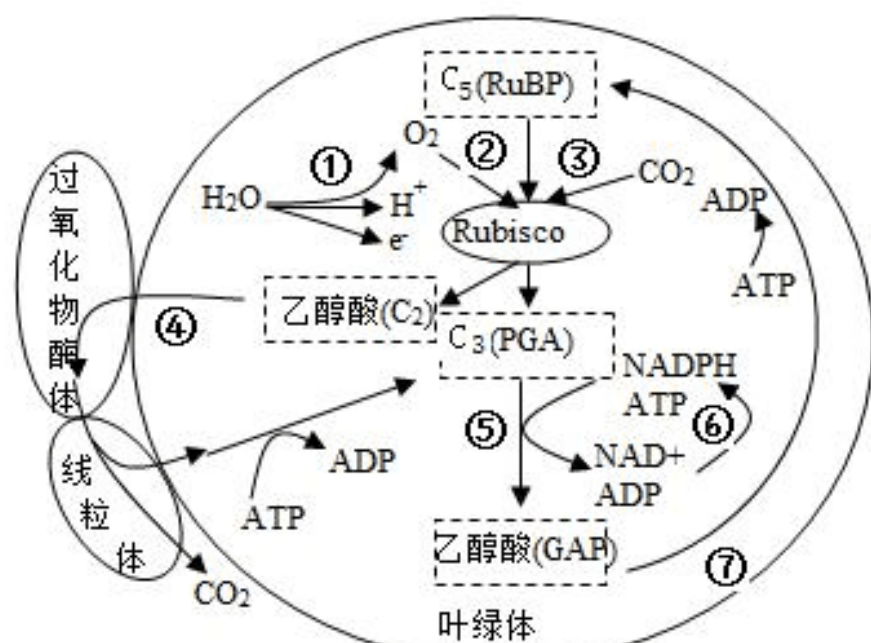 C₅(RuBP)
O₂
①
②
③
CO₂
H₂O
H⁺
e⁻
Rubisco
ADP
ATP
过氧化物酶体
④
乙醇酸(C₂)
C₃(PGA)
NADPH
ATP
⑤
⑥
NAD+
ADP
ADP
ATP
线粒体
CO₂
乙醇酸(GAP)
⑦
叶绿体